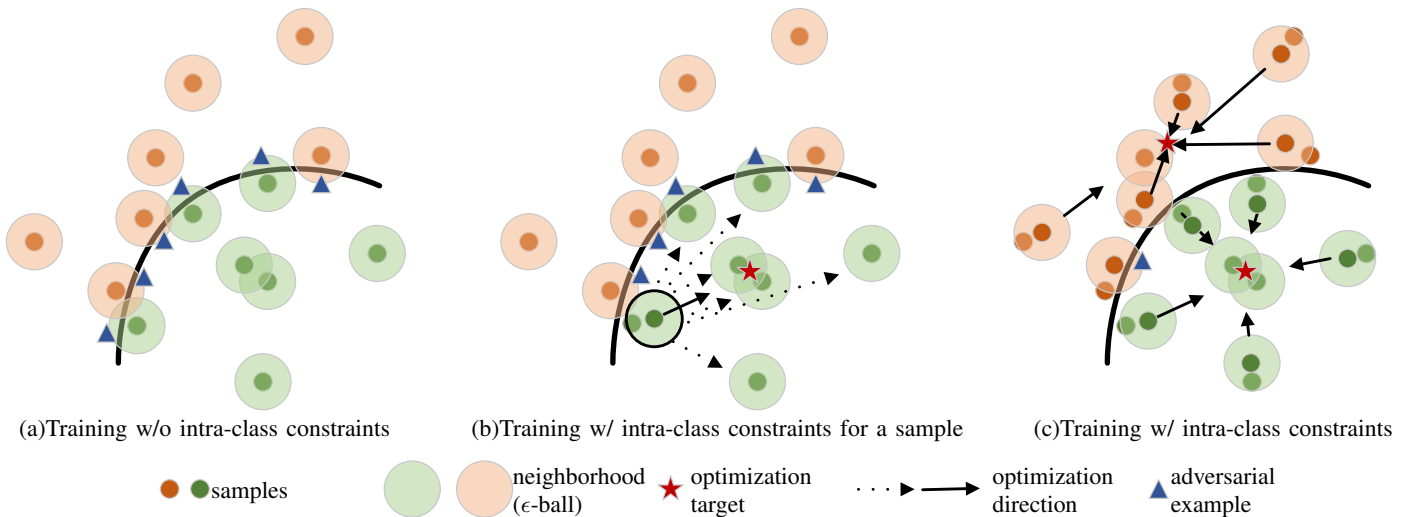 (a)Training w/o intra-class constraints
(b)Training w/ intra-class constraints for a sample
(c)Training w/ intra-class constraints
samples
neighborhood
(ϵ-ball)
optimization
target
optimization
direction
adversarial
example